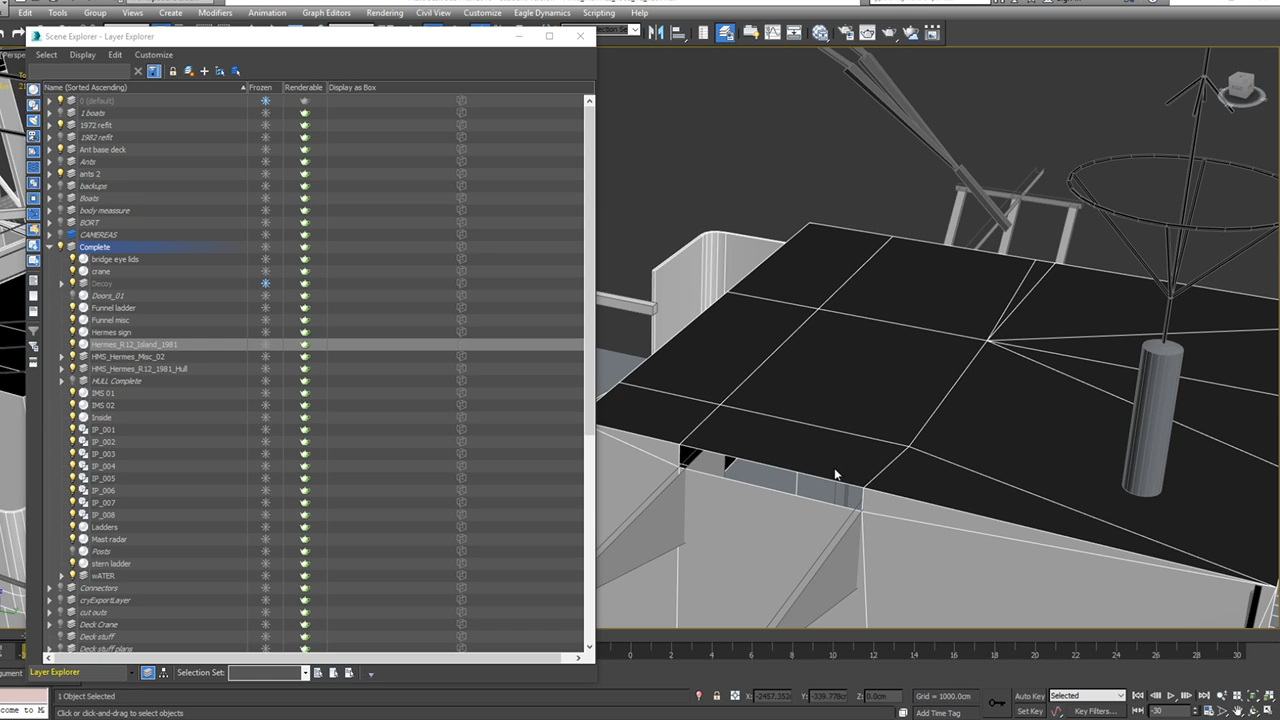 Edit Tools Group Views Create Modifiers Animation Graph Editors Rendering Civil View Customize Eagle Dynamics Scripting Help
Scene Explorer - Layer Explorer
Select Display Edit Customize
Name (Sorted Ascending) Frozen Renderable Display as Box
0 (default)
1 boats
1972 refit
1982 refit
Ant base deck
Ants
ants 2
backups
Boats
body meassure
BORT
CAMEREAS
Complete
bridge eye lids
crane
Decoy
Doors_01
Funnel ladder
Funnel misc
Hermes sign
Hermes_R12_Island_1981
HMS_Hermes_Misc_02
HMS_Hermes_R12_1981_Hull
HULL Complete
IMS 01
IMS 02
Inside
IP_001
IP_002
IP_003
IP_004
IP_005
IP_006
IP_007
IP_008
Ladders
Mast radar
Posts
stern ladder
wATER
Connectors
cryExportLayer
cut outs
Deck Crane
Deck stuff
Deck stuff plans
0 2 4 6 8 10 12 14 16 18 20 22 24 26 28 30
Layer Explorer Selection Set:
1 Object Selected X: -2457.352 Y: -339.778cm Z: 0.0cm Grid = 1000.0cm Auto Key Selected
Click or click-and-drag to select objects Add Time Tag Set Key Key Filters... -30